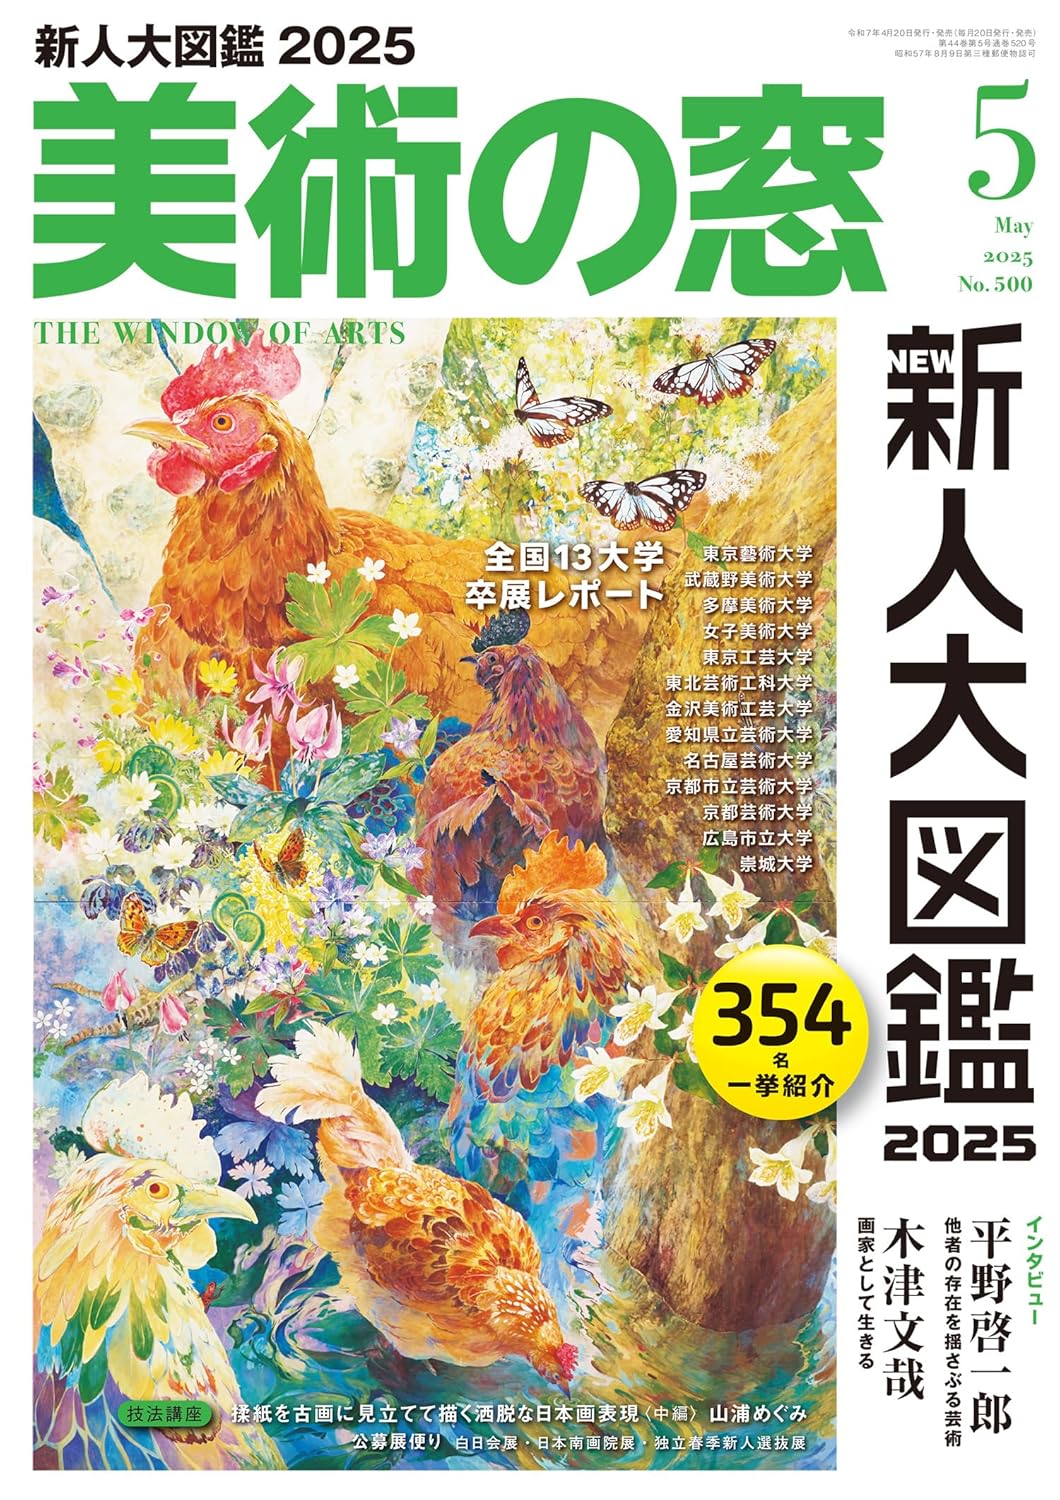 新人大図鑑 2025
令和7年4月20日発行・発売(毎月20日発行・発売)
第44巻第5号通巻520号
昭和57年8月9日第三種郵便物認可
美術の窓
5
May
2025
No. 500
THE WINDOW OF ARTS
NEW
新人大図鑑
2025
全国13大学
卒展レポート
東京藝術大学
武蔵野美術大学
多摩美術大学
女子美術大学
東京工芸大学
東北芸術工科大学
金沢美術工芸大学
愛知県立芸術大学
名古屋芸術大学
京都市立芸術大学
京都芸術大学
広島市立大学
崇城大学
354
名
一挙紹介
インタビュー
平野啓一郎
他者の存在を揺さぶる芸術
木津文哉
画家として生きる
技法講座 揉紙を古画に見立てて描く洒脱な日本画表現〈中編〉 山浦めぐみ
公募展便り 白日会展・日本南画院展・独立春季新人選抜展